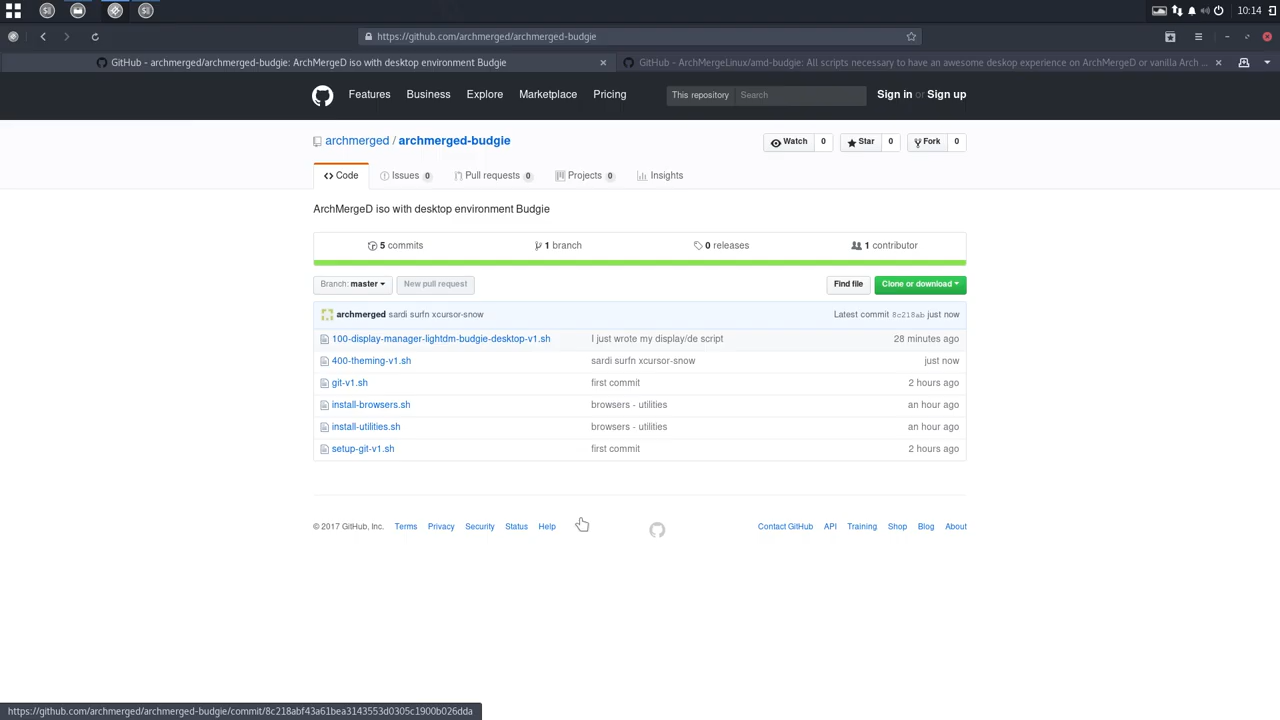 10:14
https://github.com/archmerged/archmerged-budgie
GitHub - archmerged/archmerged-budgie: ArchMergeD iso with desktop environment Budgie
GitHub - ArchMergeLinux/amd-budgie: All scripts necessary to have an awesome deskop experience on ArchMergeD or vanilla Arch ...
Features Business Explore Marketplace Pricing This repository Search Sign in or Sign up
archmerged / archmerged-budgie Watch 0 Star 0 Fork 0
Code Issues 0 Pull requests 0 Projects 0 Insights
ArchMergeD iso with desktop environment Budgie
5 commits 1 branch 0 releases 1 contributor
Branch: master New pull request Find file Clone or download
archmerged sardi surfn xcursor-snow Latest commit 8c218ab just now
100-display-manager-lightdm-budgie-desktop-v1.sh I just wrote my display/de script 28 minutes ago
400-theming-v1.sh sardi surfn xcursor-snow just now
git-v1.sh first commit 2 hours ago
install-browsers.sh browsers - utilities an hour ago
install-utilities.sh browsers - utilities an hour ago
setup-git-v1.sh first commit 2 hours ago
© 2017 GitHub, Inc. Terms Privacy Security Status Help Contact GitHub API Training Shop Blog About
https://github.com/archmerged/archmerged-budgie/commit/8c218abf43a61bea3143553d0305c1900b026dda